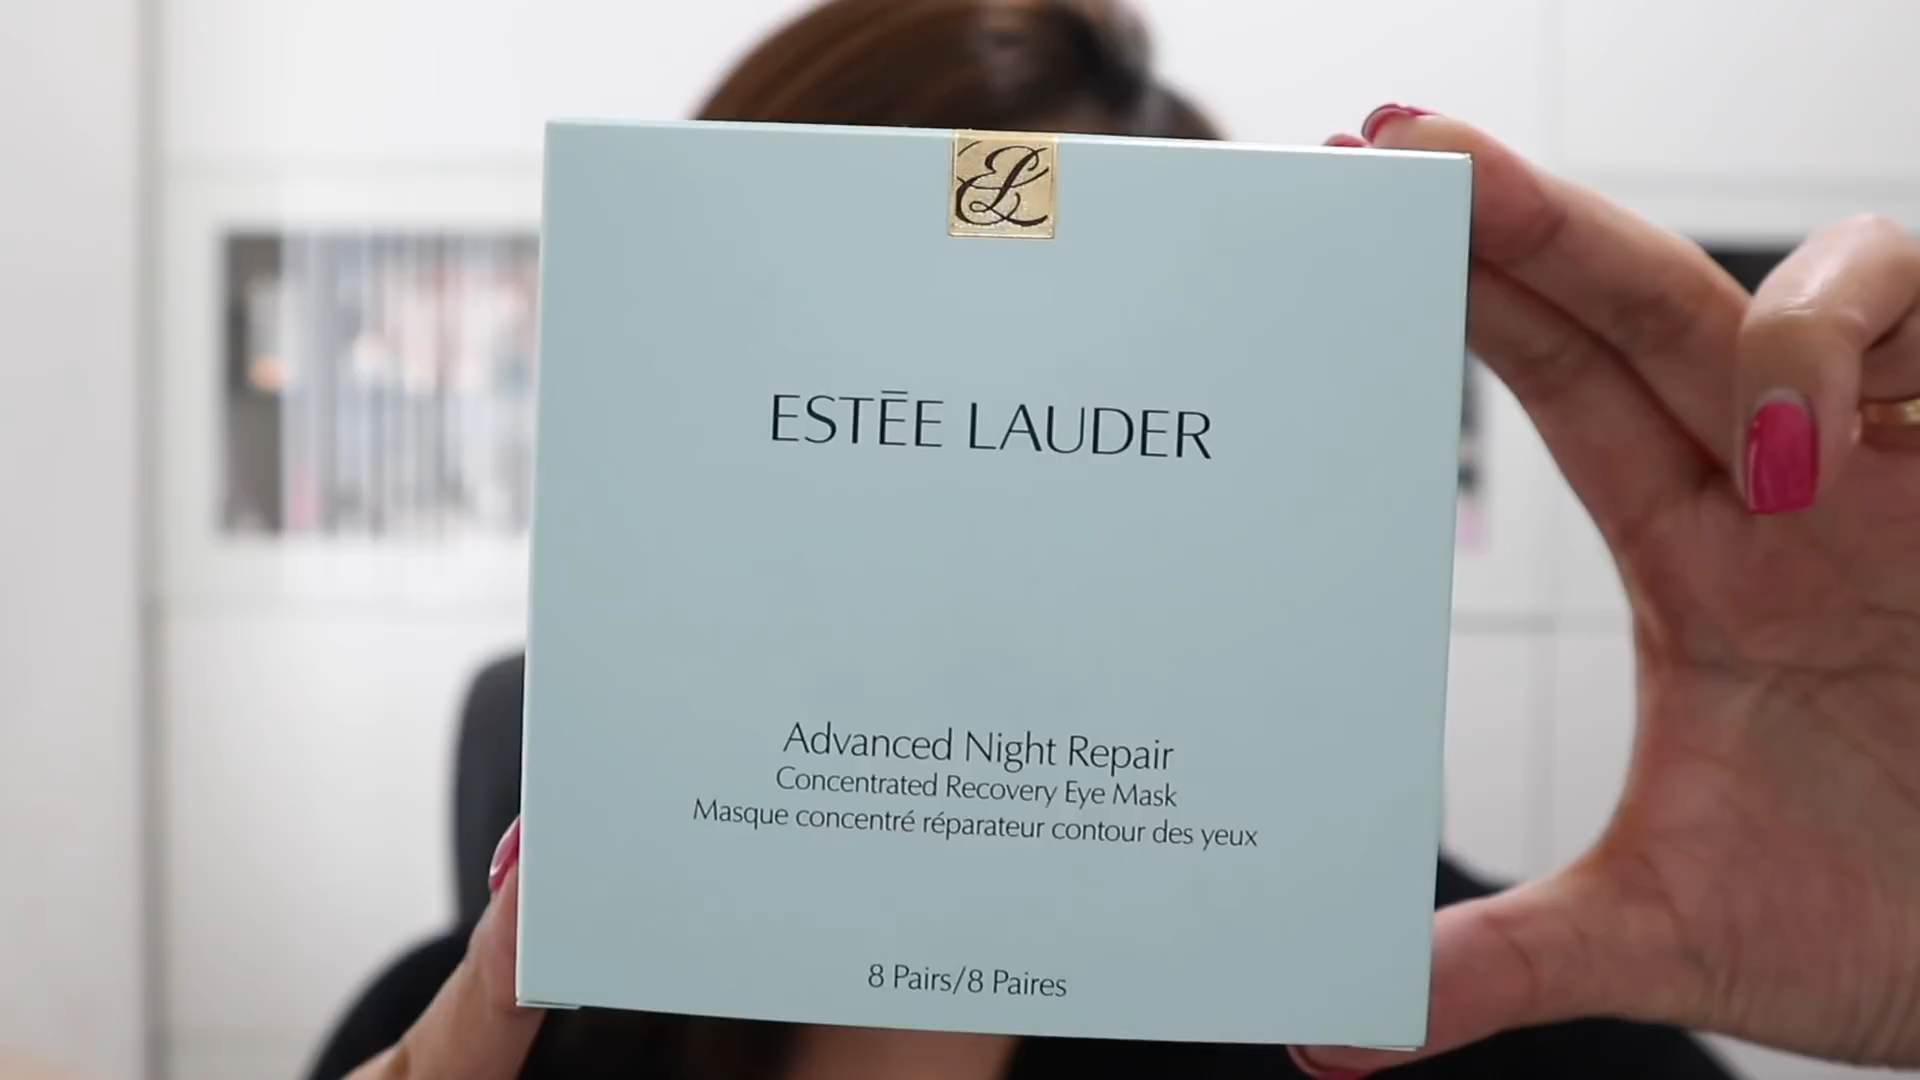 EL
ESTĒE LAUDER
Advanced Night Repair
Concentrated Recovery Eye Mask
Masque concentré réparateur contour des yeux
8 Pairs/8 Paires